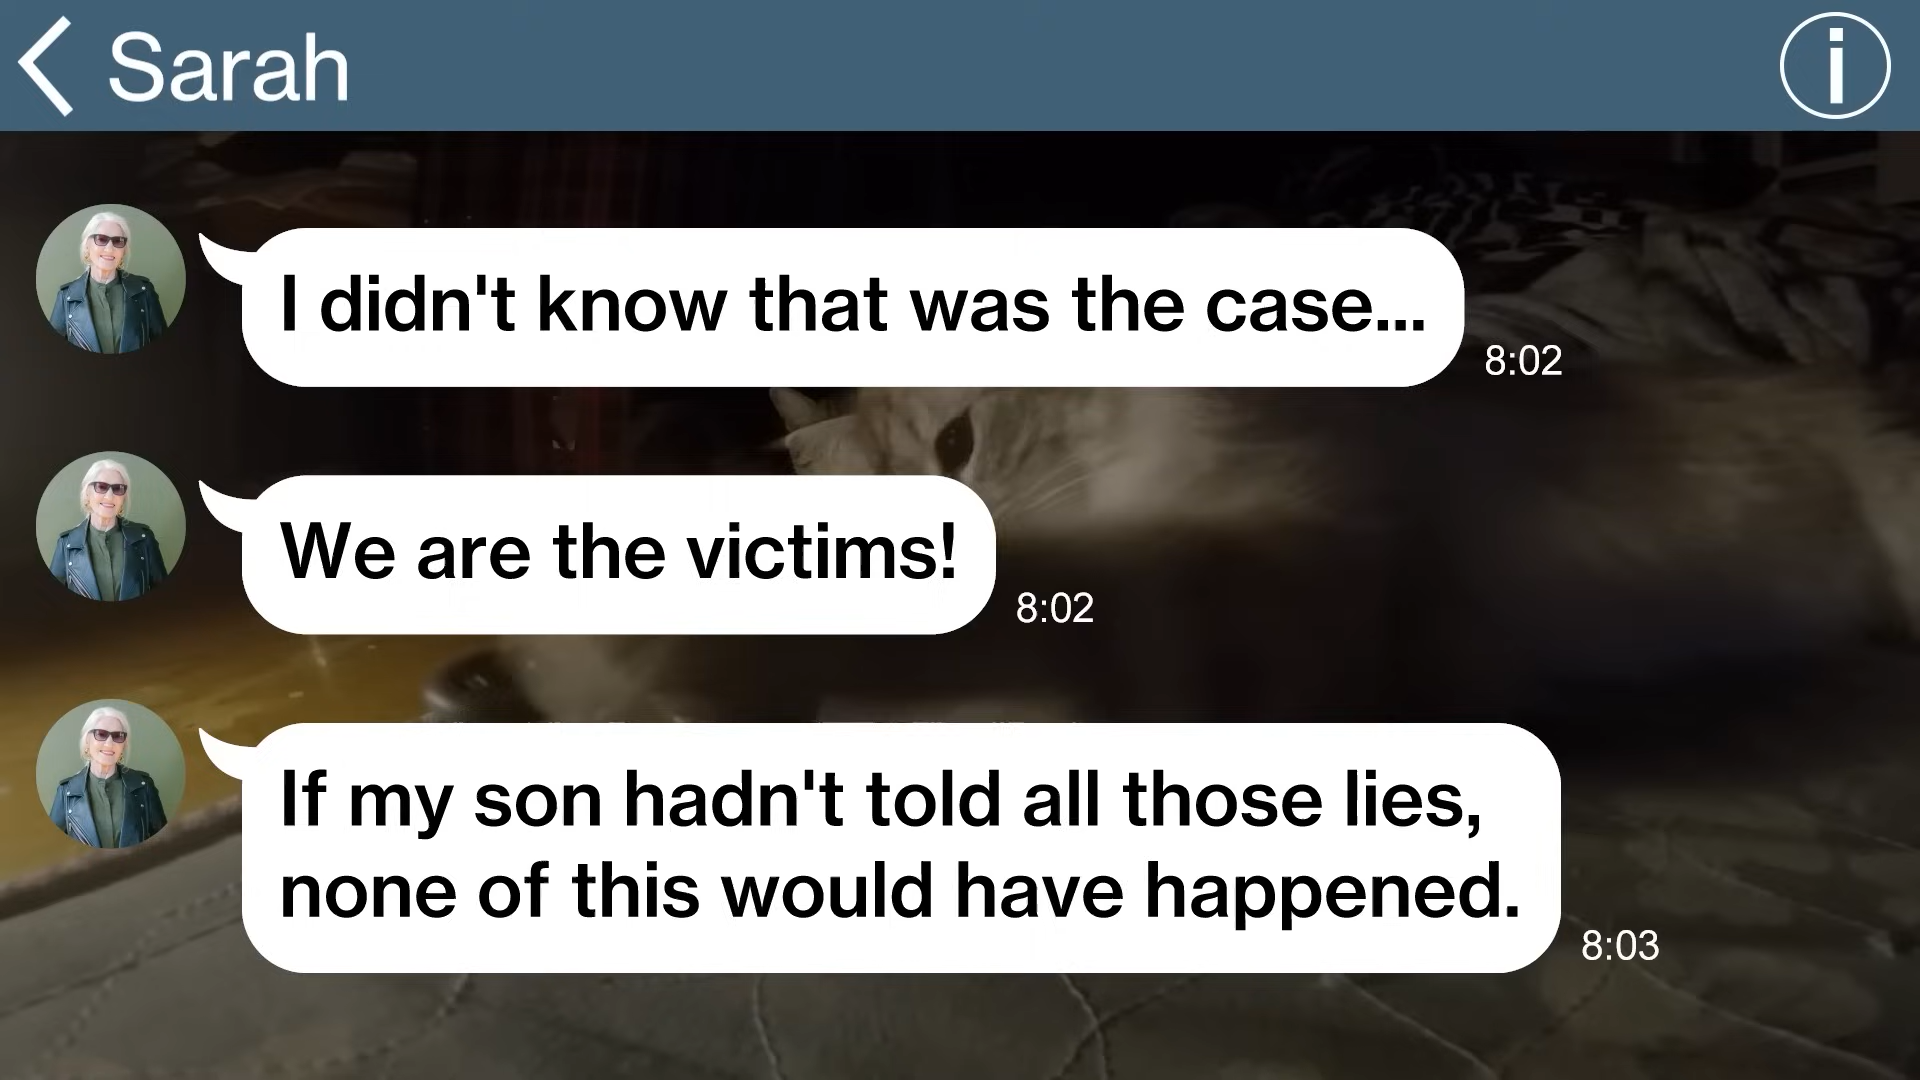 Sarah
I didn't know that was the case...
8:02
We are the victims!
8:02
If my son hadn't told all those lies,
none of this would have happened.
8:03